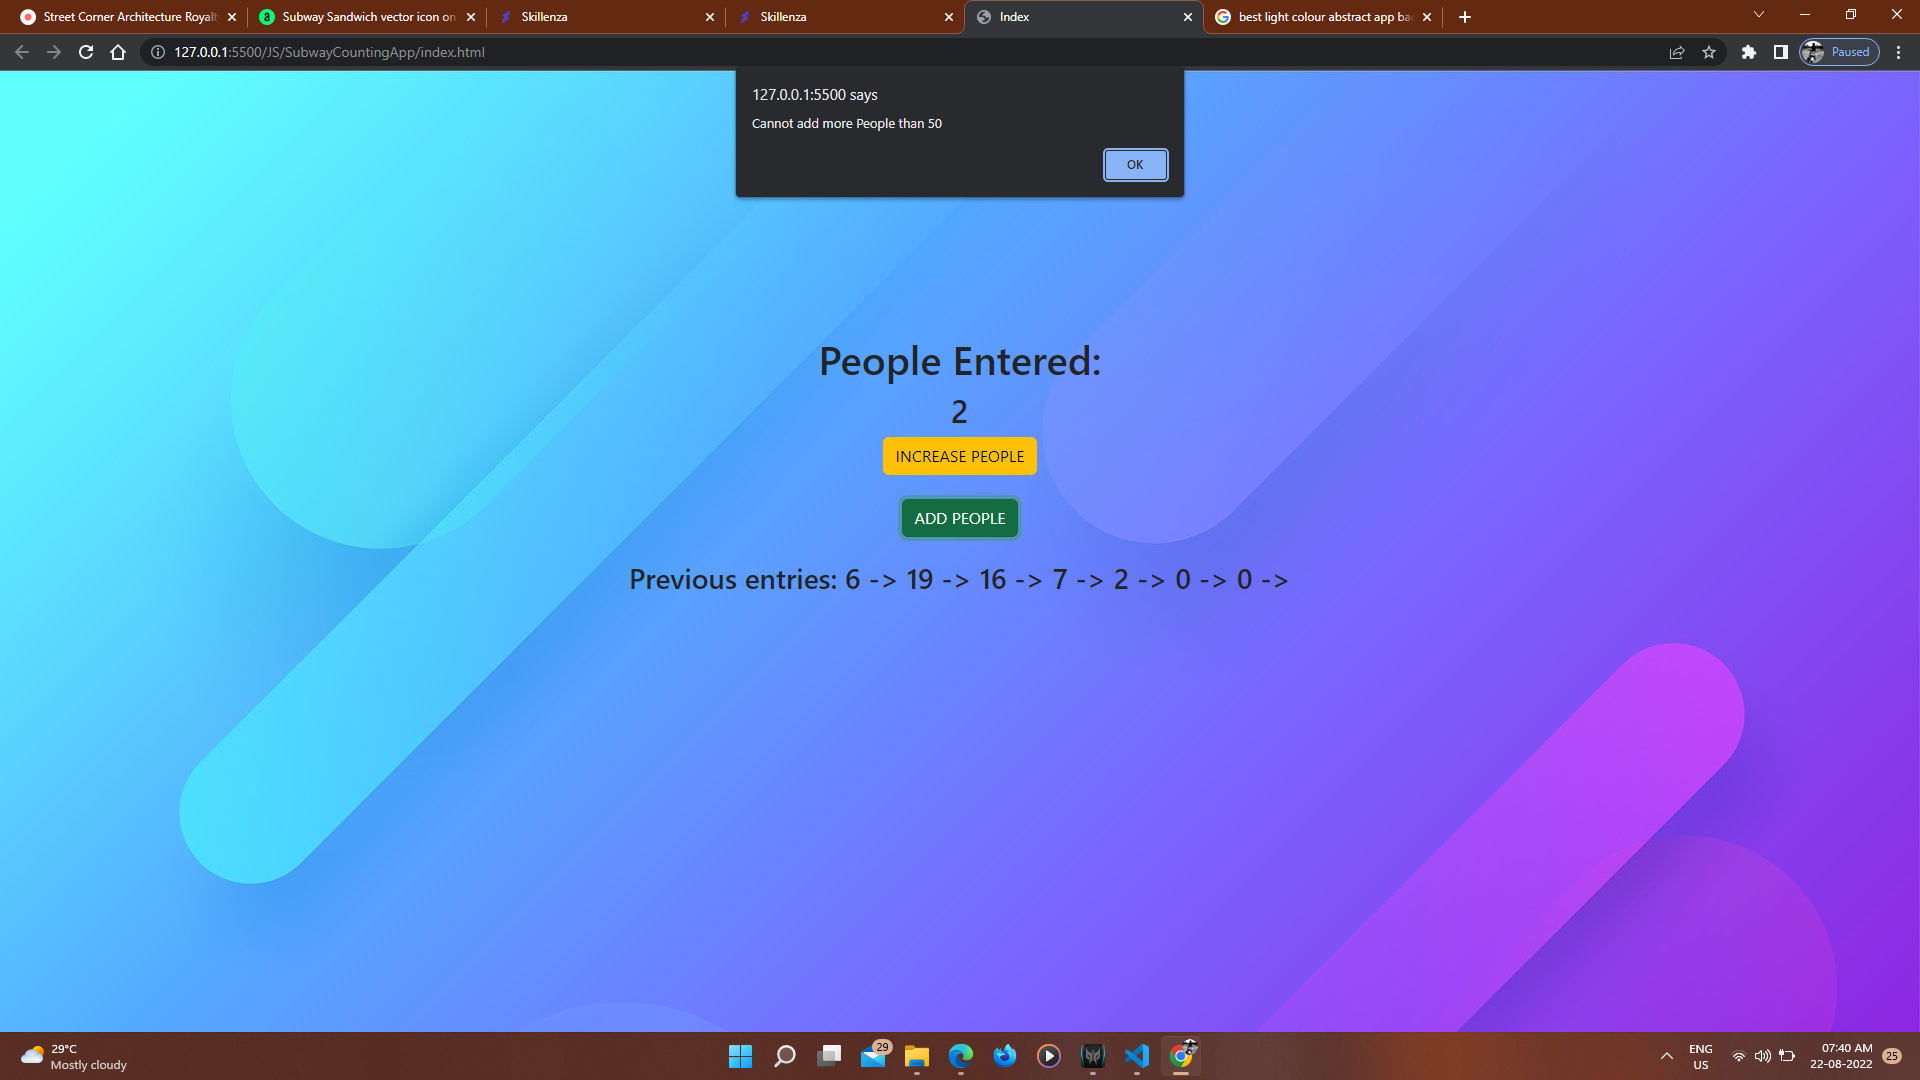 Street Corner Architecture Royalt
Subway Sandwich vector icon on
Skillenza
Skillenza
Index
best light colour abstract app bac
127.0.0.1:5500/JS/SubwayCountingApp/index.html
Paused
127.0.0.1:5500 says
Cannot add more People than 50
OK
People Entered:
2
INCREASE PEOPLE
ADD PEOPLE
Previous entries: 6 -> 19 -> 16 -> 7 -> 2 -> 0 -> 0 ->
29°C
Mostly cloudy
29
ENG
US
07:40 AM
22-08-2022
25